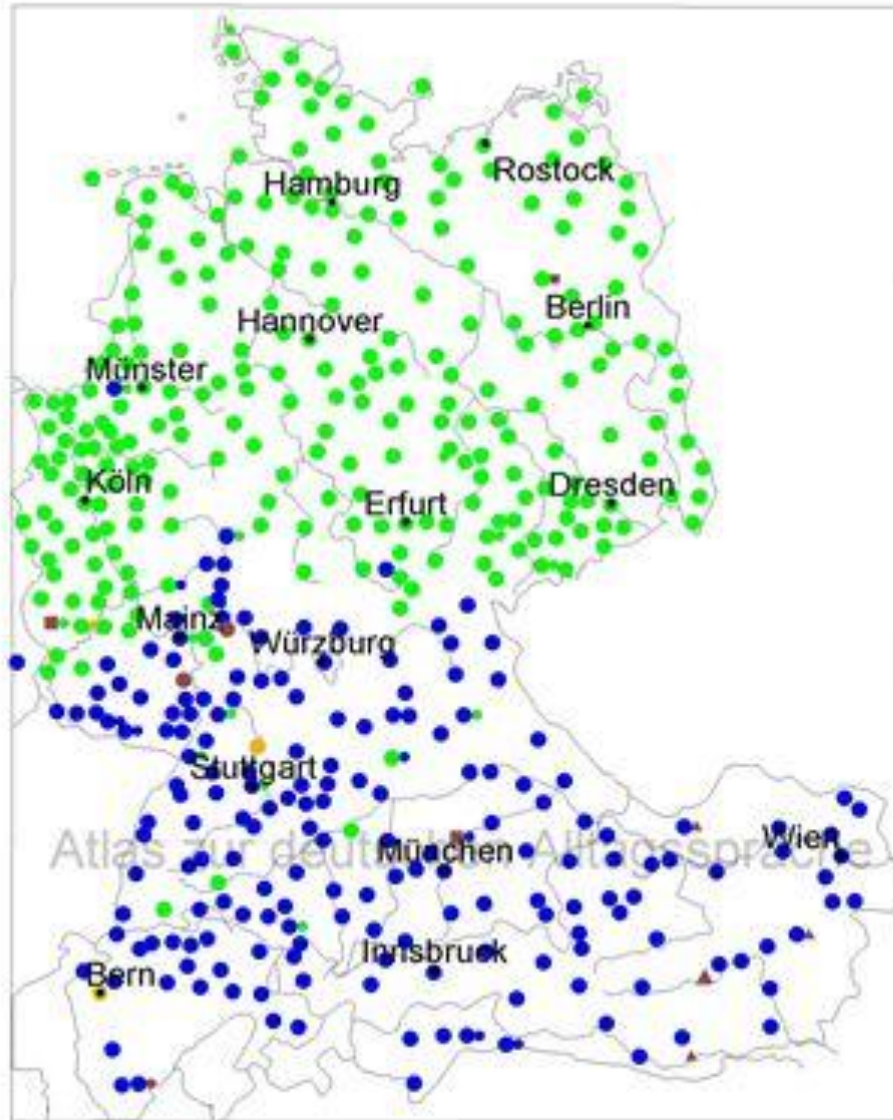 Rostock
Hamburg
Berlin
Hannover
Münster
Köln
Erfurt
Dresden
Mainz
Würzburg
Stuttgart
Atlas zur deutschen Alltagssprache
Wien
München
Innsbruck
Bern